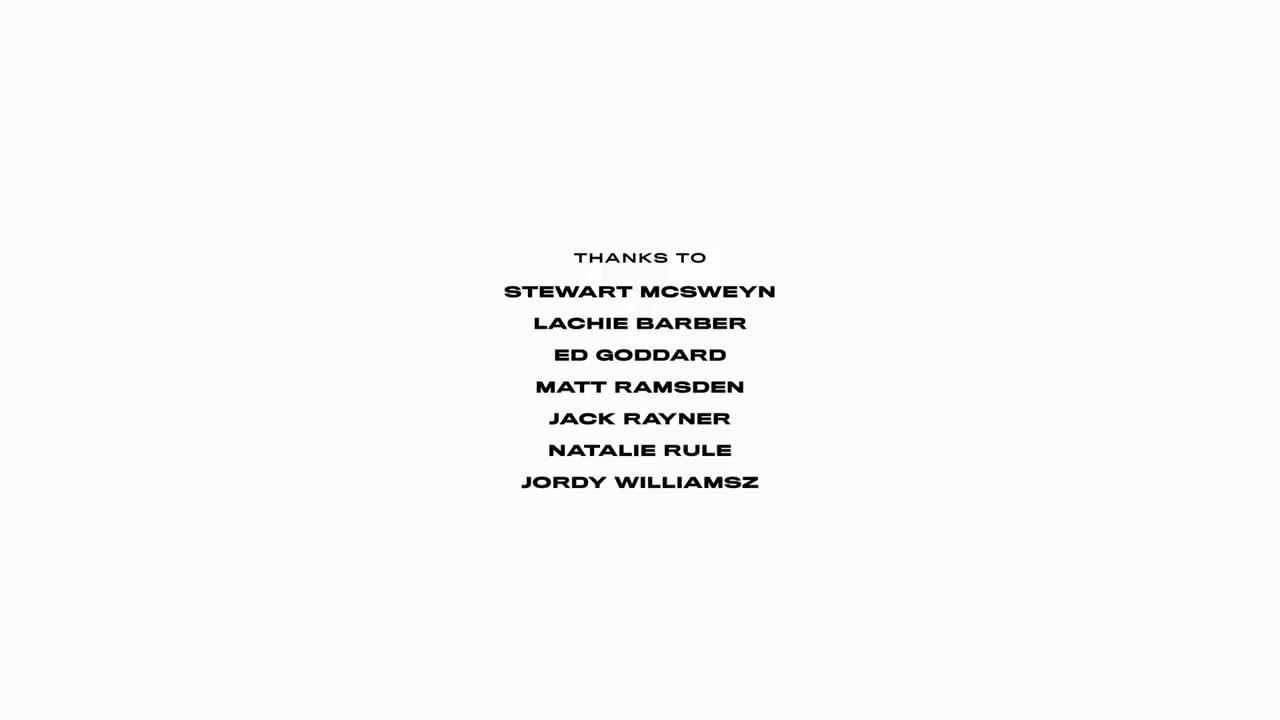 THANKS TO
STEWART MCSWEYN
LACHIE BARBER
ED GODDARD
MATT RAMSDEN
JACK RAYNER
NATALIE RULE
JORDY WILLIAMSZ